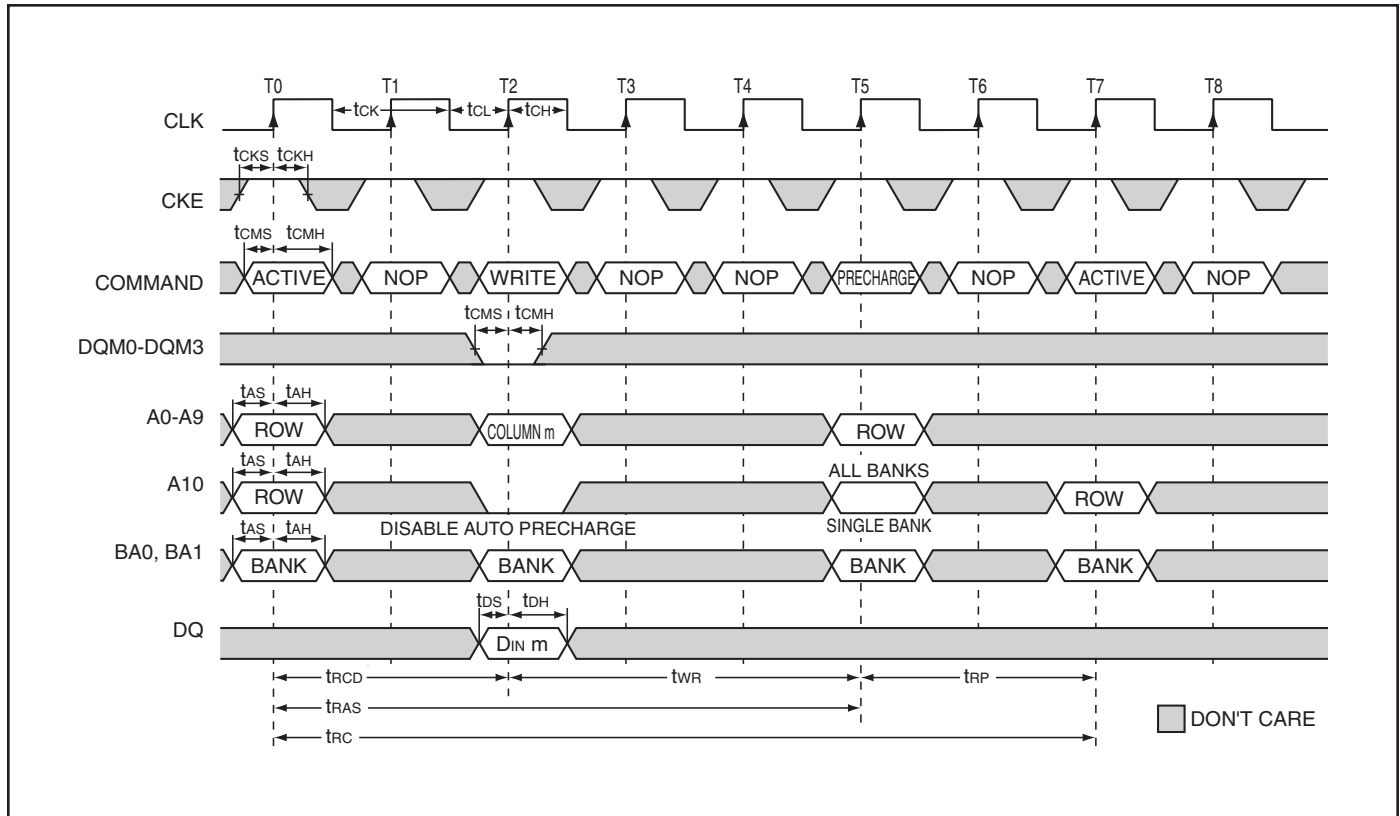 T0 T1 T2 T3 T4 T5 T6 T7 T8
CLK tCK tCL tCH
tCKS tCKH
CKE
tCMS tCMH
COMMAND ACTIVE NOP WRITE NOP NOP PRECHARGE NOP ACTIVE NOP
tCMS tCMH
DQM0-DQM3
tAS tAH
A0-A9 ROW COLUMN m ROW
tAS tAH ALL BANKS
A10 ROW ROW
tAS tAH DISABLE AUTO PRECHARGE SINGLE BANK
BA0, BA1 BANK BANK BANK BANK
tDS tDH
DQ DIN m
tRCD tWR tRP
tRAS
DON'T CARE
tRC